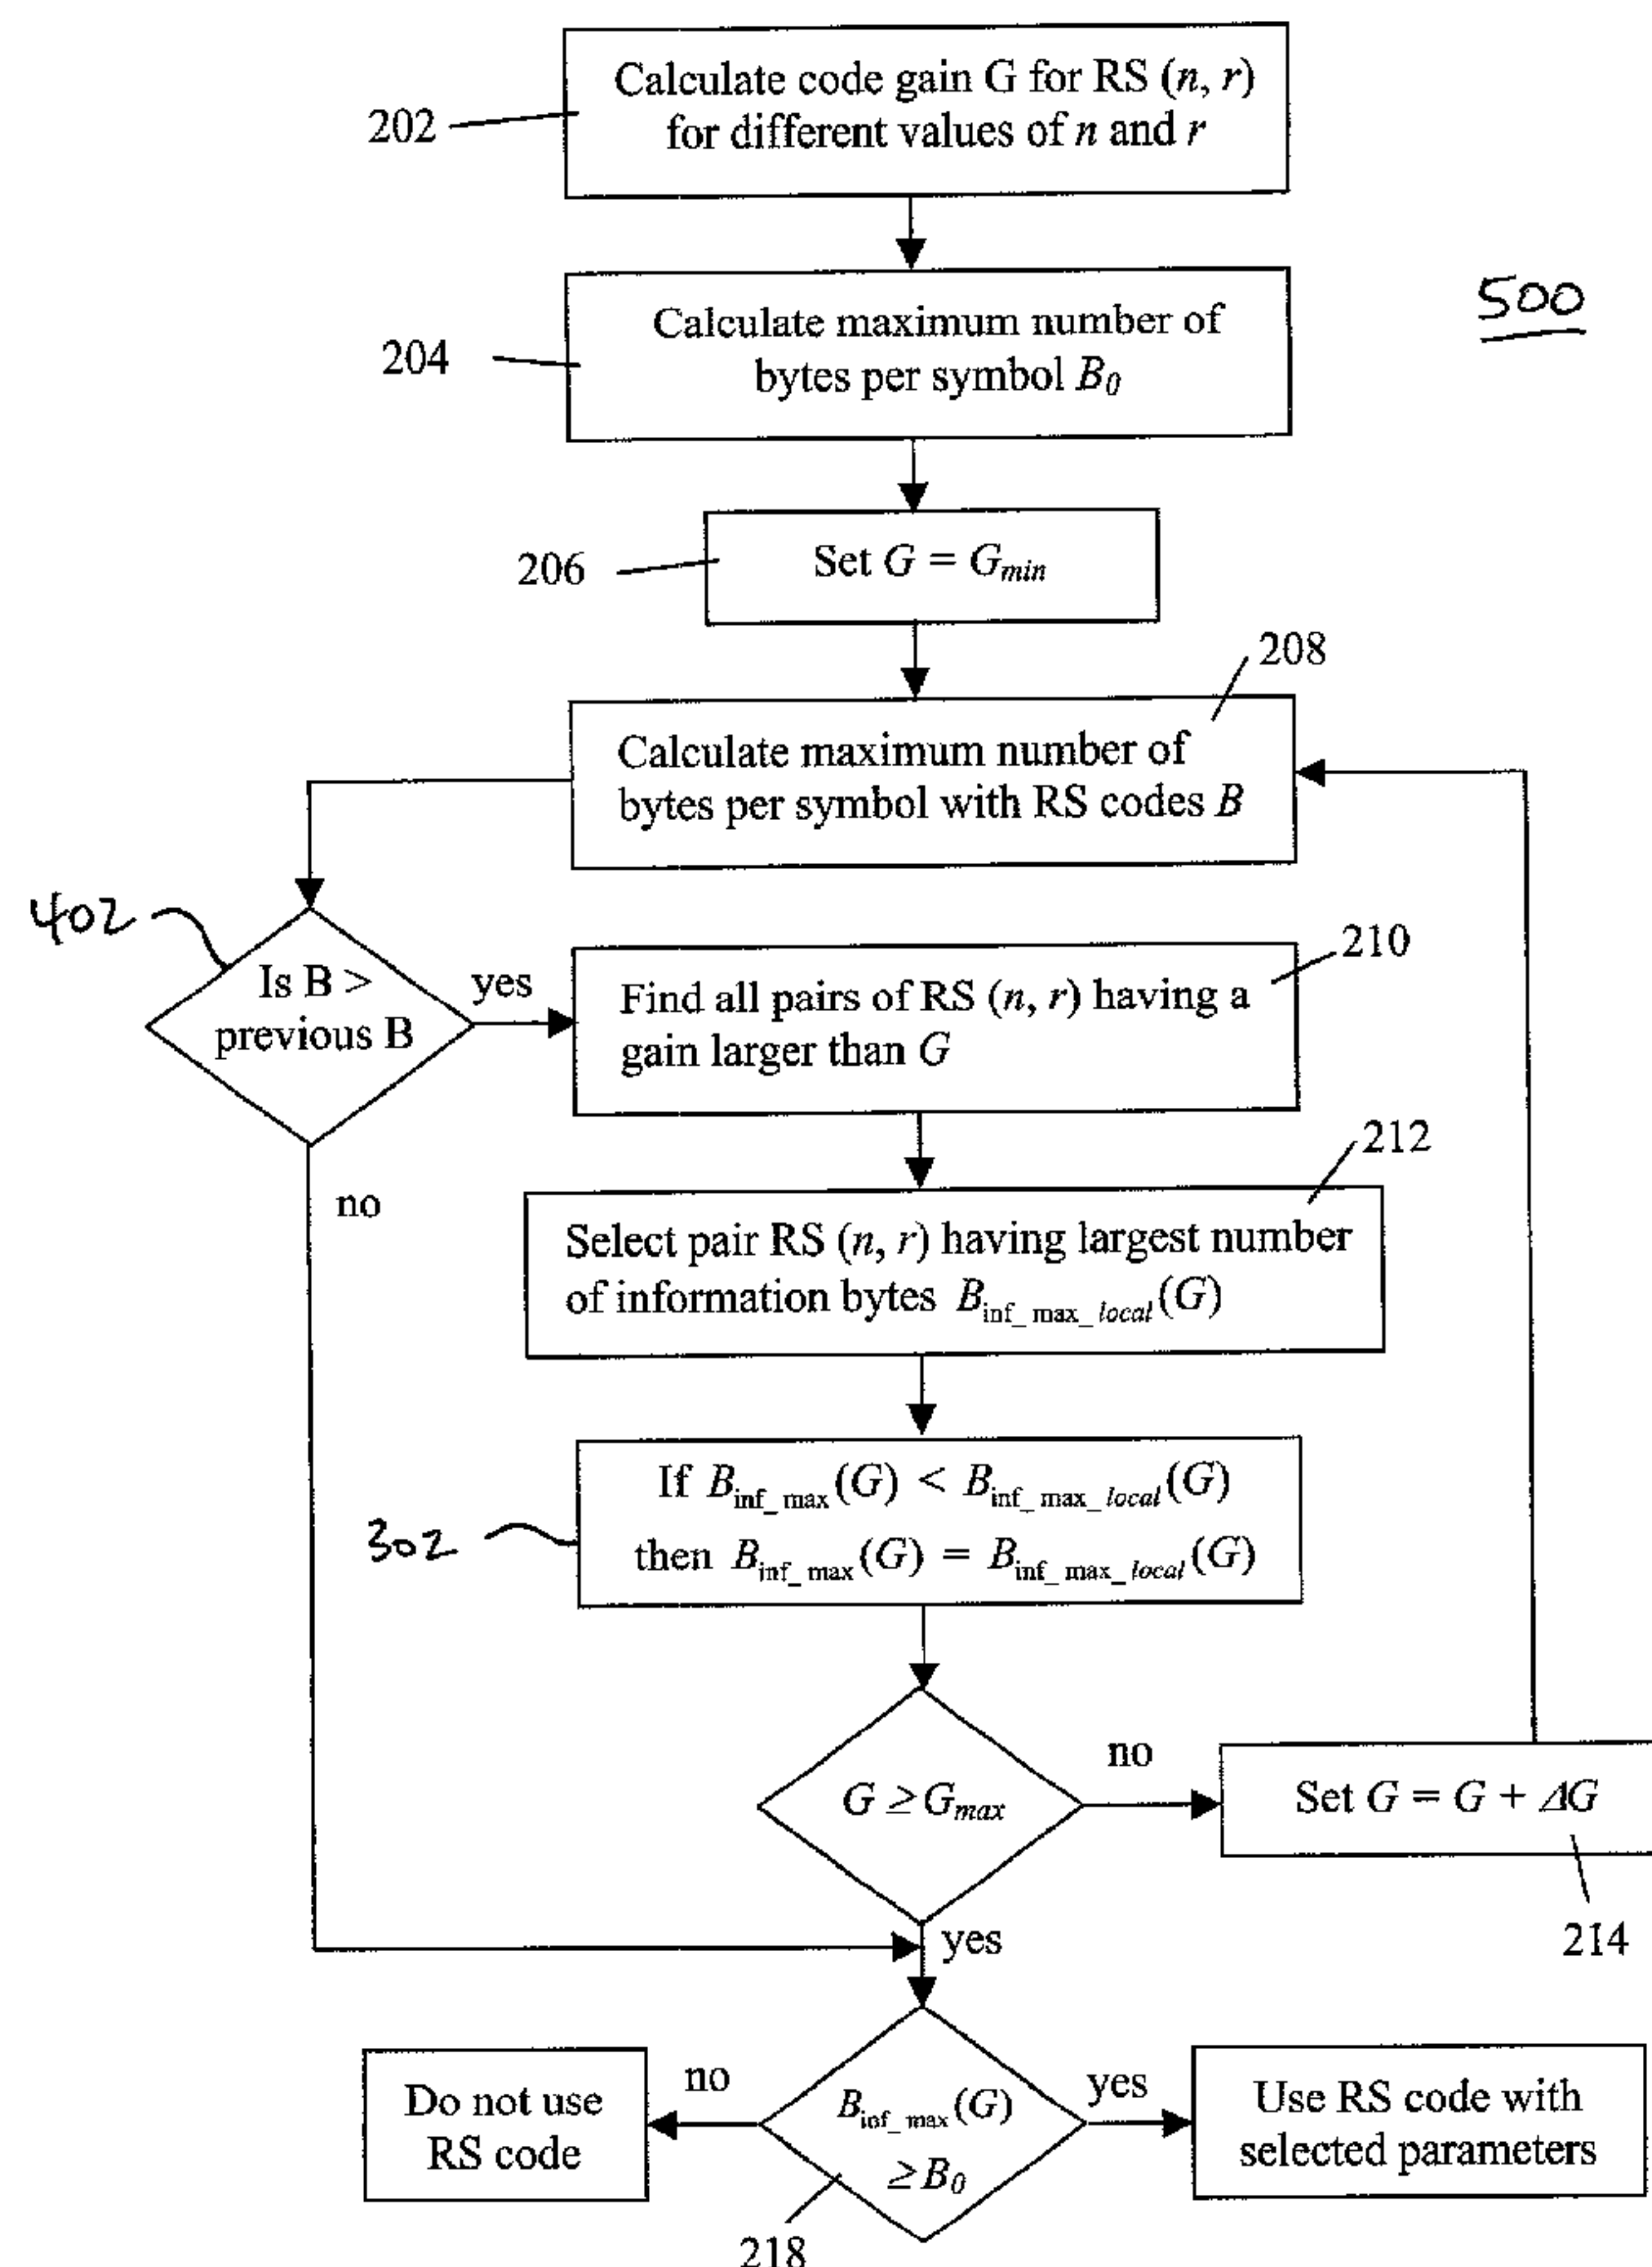 Calculate code gain G for RS (n, r)
for different values of n and r
202
Calculate maximum number of
bytes per symbol B0
204
500
Set G = Gmin
206
208
Calculate maximum number of
bytes per symbol with RS codes B
402
Is B >
previous B
yes
no
210
Find all pairs of RS (n, r) having a
gain larger than G
212
Select pair RS (n, r) having largest number
of information bytes Binf_max_local(G)
302
If Binf_max(G) < Binf_max_local(G)
then Binf_max(G) = Binf_max_local(G)
G ≥ Gmax
no
Set G = G + ΔG
214
yes
Do not use
RS code
no
Binf_max(G)
≥ B0
yes
Use RS code with
selected parameters
218